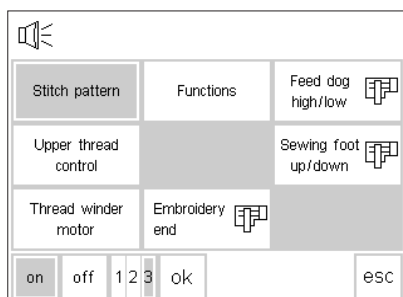 Stitch pattern
Functions
Feed dog
high/low
Upper thread
control
Sewing foot
up/down
Thread winder
motor
Embroidery
end
on off 1 2 3 ok esc